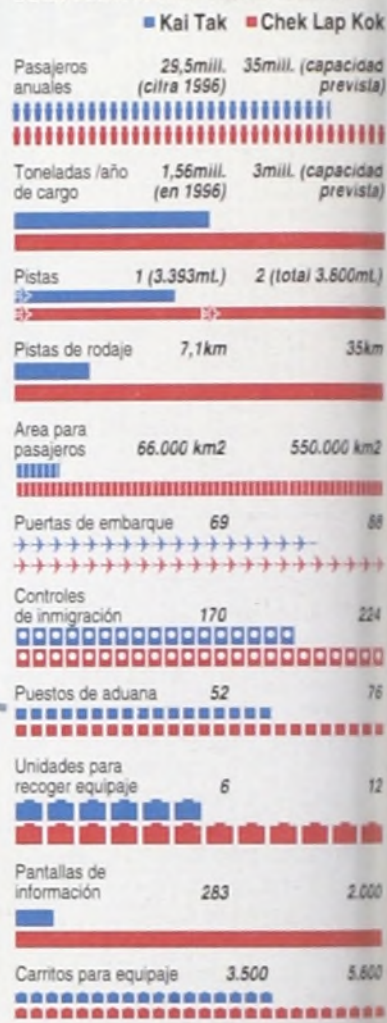 Kai Tak Chek Lap Kok
Pasajeros 29,5mill. 35mill. (capacidad
anuales (cifra 1996) prevista)
Toneladas /año 1,56mill. 3mill. (capacidad
de cargo (en 1996) prevista)
Pistas 1 (3.393mt.) 2 (total 3.800mt.)
Pistas de rodaje 7,1km 35km
Area para
pasajeros 66.000 km2 550.000 km2
Puertas de embarque 69 88
Controles
de inmigración 170 224
Puestos de aduana 52 76
Unidades para
recoger equipaje 6 12
Pantallas de
información 283 2.000
Carritos para equipaje 3.500 5.800